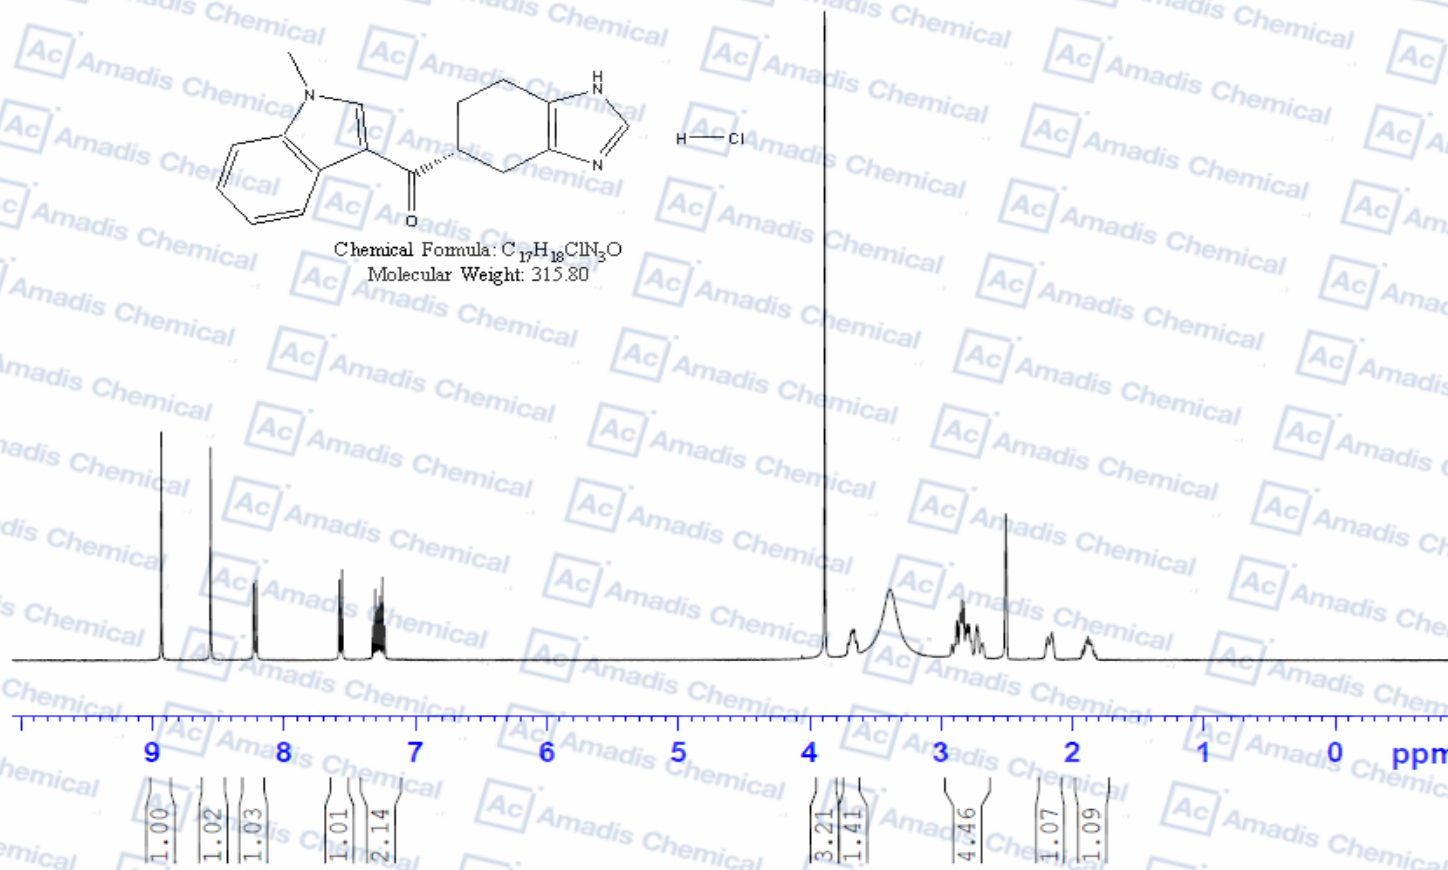 N
H
N
N
O
H Cl
Chemical Formula: C17H18ClN3O
Molecular Weight: 315.80
9 8 7 6 5 4 3 2 1 0 ppm
1.00 1.02 1.03 1.01 2.14 3.21 1.41 4.46 1.07 1.09
Ac Amadis Chemical